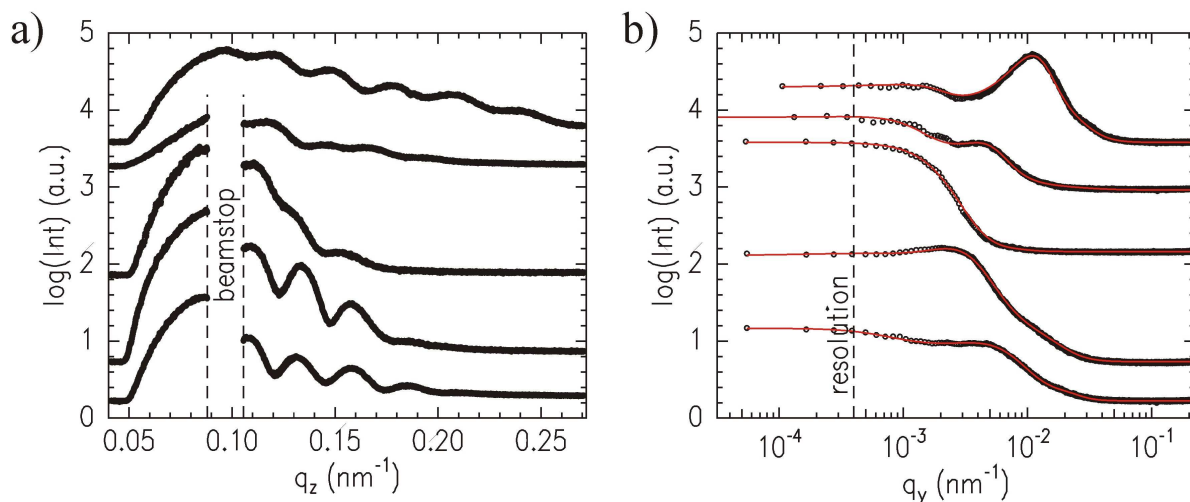 a)
5
4
3
2
1
0
log(Int) (a.u.)
beamstop
0.05 0.10 0.15 0.20 0.25
q_z (nm⁻¹)
b)
5
4
3
2
1
0
log(Int) (a.u.)
resolution
10⁻⁴ 10⁻³ 10⁻² 10⁻¹
q_y (nm⁻¹)